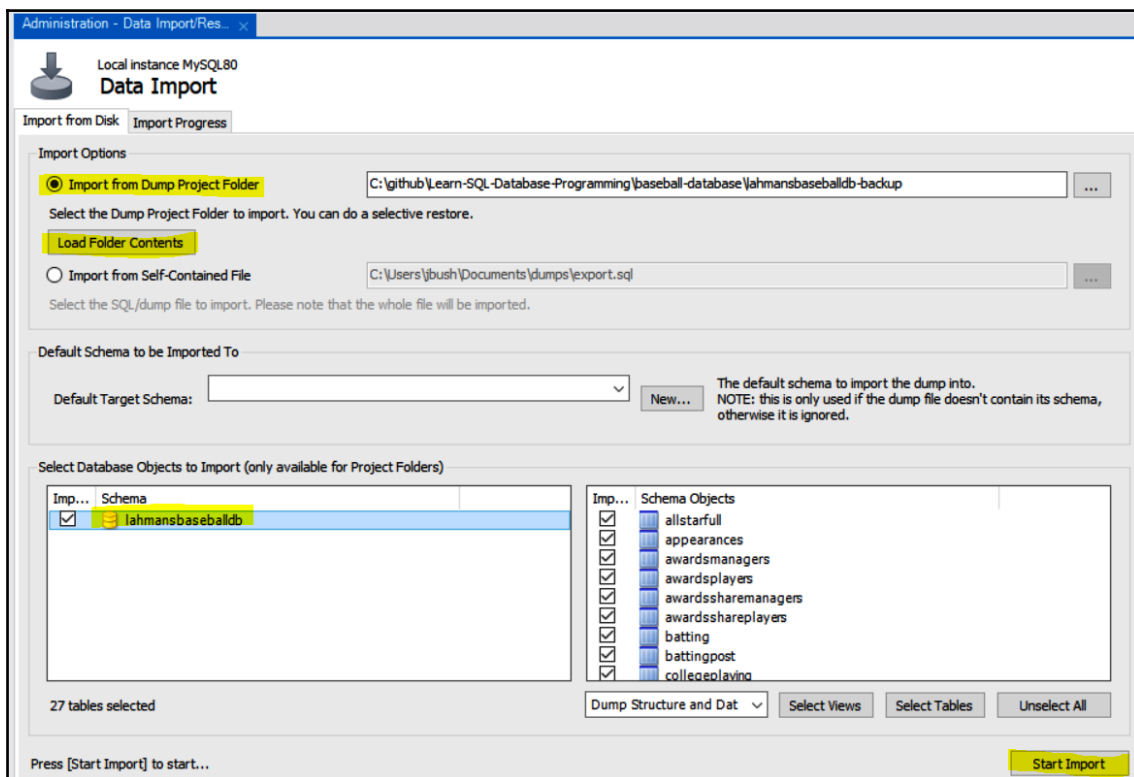 Administration - Data Import/Res... ×
Local instance MySQL80
Data Import
Import from Disk Import Progress
Import Options
Import from Dump Project Folder C:\github\Learn-SQL-Database-Programming\baseball-database\lahmansbaseballdb-backup ...
Select the Dump Project Folder to import. You can do a selective restore.
Load Folder Contents
Import from Self-Contained File C:\Users\jbush\Documents\dumps\export.sql ...
Select the SQL/dump file to import. Please note that the whole file will be imported.
Default Schema to be Imported To
Default Target Schema: New...
The default schema to import the dump into.
NOTE: this is only used if the dump file doesn't contain its schema,
otherwise it is ignored.
Select Database Objects to Import (only available for Project Folders)
Imp... Schema
lahmansbaseballdb
Imp... Schema Objects
allstarfull
appearances
awardsmanagers
awardsplayers
awardssharemanagers
awardsshareplayers
batting
battingpost
collegeplaying
27 tables selected
Dump Structure and Dat Select Views Select Tables Unselect All
Press [Start Import] to start... Start Import